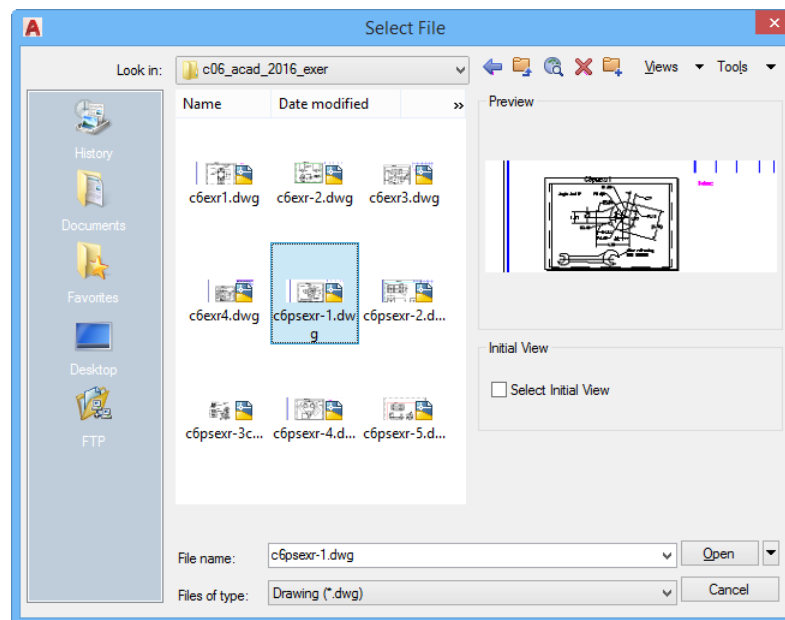 A
Select File
Look in:
c06_acad_2016_exer
Views
Tools
Name
Date modified
»
History
Documents
Favorites
Desktop
FTP
c6exr1.dwg
c6exr-2.dwg
c6exr3.dwg
c6exr4.dwg
c6psexr-1.dw
g
c6psexr-2.d...
c6psexr-3c...
c6psexr-4.d...
c6psexr-5.d...
Preview
Initial View
Select Initial View
File name:
c6psexr-1.dwg
Open
Files of type:
Drawing (*.dwg)
Cancel